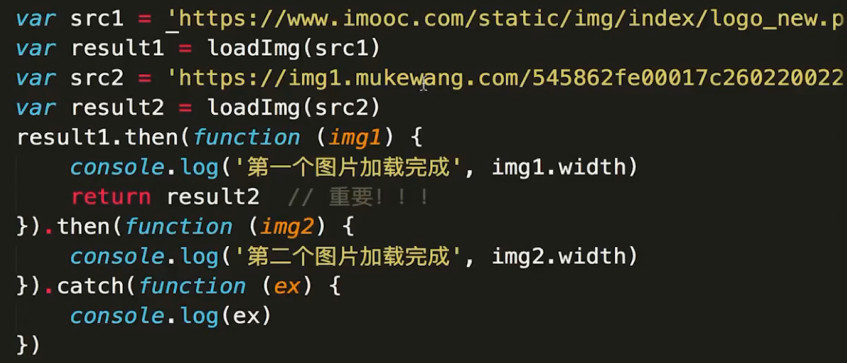 var src1 = 'https://www.imooc.com/static/img/index/logo_new.p
var result1 = loadImg(src1)
var src2 = 'https://img1.mukewang.com/545862fe00017c260220022
var result2 = loadImg(src2)
result1.then(function (img1) {
    console.log('第一个图片加载完成', img1.width)
    return result2  // 重要！！！
}).then(function (img2) {
    console.log('第二个图片加载完成', img2.width)
}).catch(function (ex) {
    console.log(ex)
})